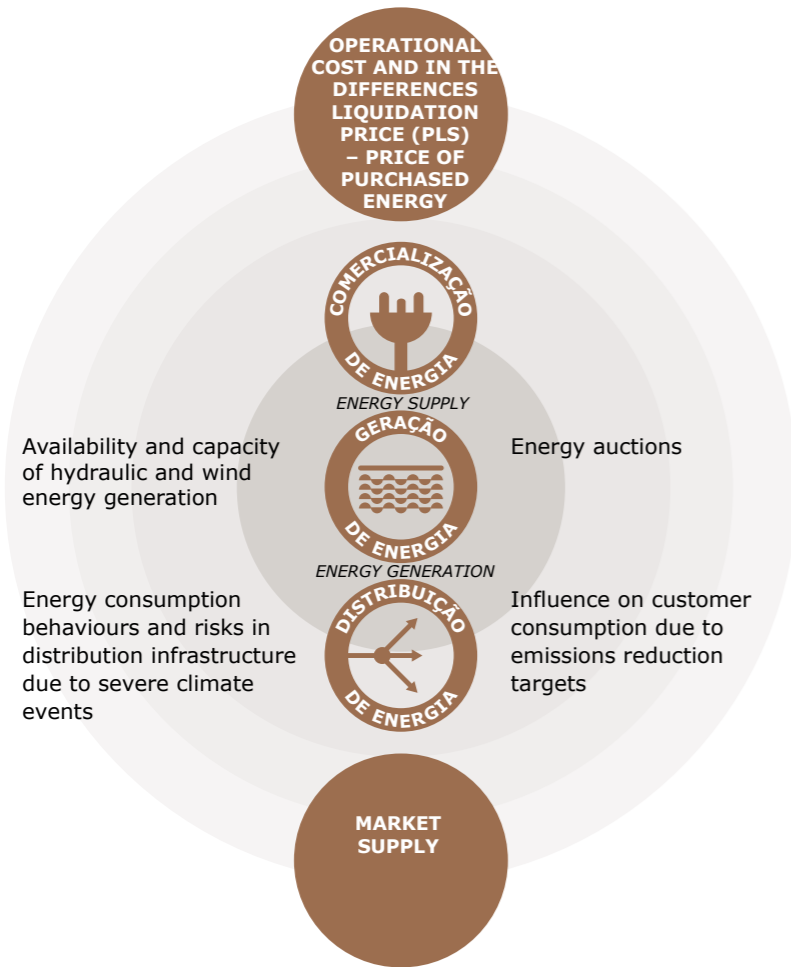 OPERATIONAL
COST AND IN THE
DIFFERENCES
LIQUIDATION
PRICE (PLS)
– PRICE OF
PURCHASED
ENERGY
COMERCIALIZAÇÃO
DE ENERGIA
ENERGY SUPPLY
Availability and capacity
of hydraulic and wind
energy generation
GERAÇÃO
DE ENERGIA
ENERGY GENERATION
Energy auctions
Energy consumption
behaviours and risks in
distribution infrastructure
due to severe climate
events
DISTRIBUIÇÃO
DE ENERGIA
Influence on customer
consumption due to
emissions reduction
targets
MARKET
SUPPLY